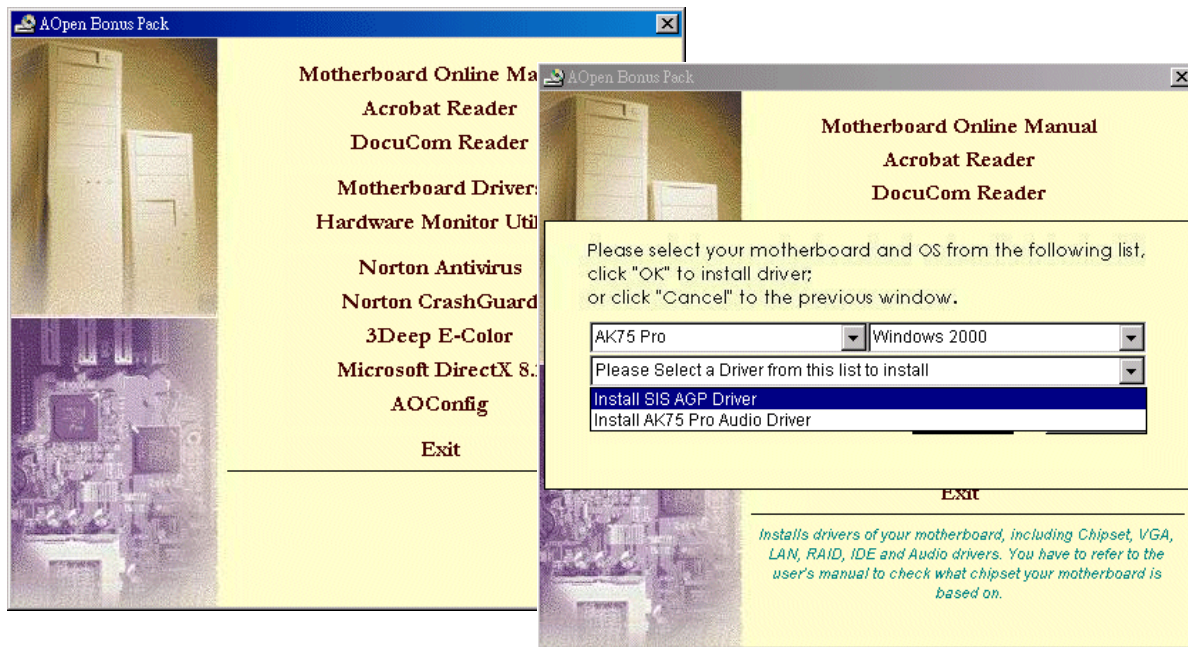 AOpen Bonus Pack
Motherboard Online Ma
Acrobat Reader
DocuCom Reader
Motherboard Driver
Hardware Monitor Util
Norton Antivirus
Norton CrashGuard
3Deep E-Color
Microsoft DirectX 8.
AOConfig
Exit
AOpen Bonus Pack
Motherboard Online Manual
Acrobat Reader
DocuCom Reader
Please select your motherboard and OS from the following list,
click "OK" to install driver;
or click "Cancel" to the previous window.
AK75 Pro Windows 2000
Please Select a Driver from this list to install
Install SIS AGP Driver
Install AK75 Pro Audio Driver
Exit
Installs drivers of your motherboard, including Chipset, VGA,
LAN, RAID, IDE and Audio drivers. You have to refer to the
user's manual to check what chipset your motherboard is
based on.